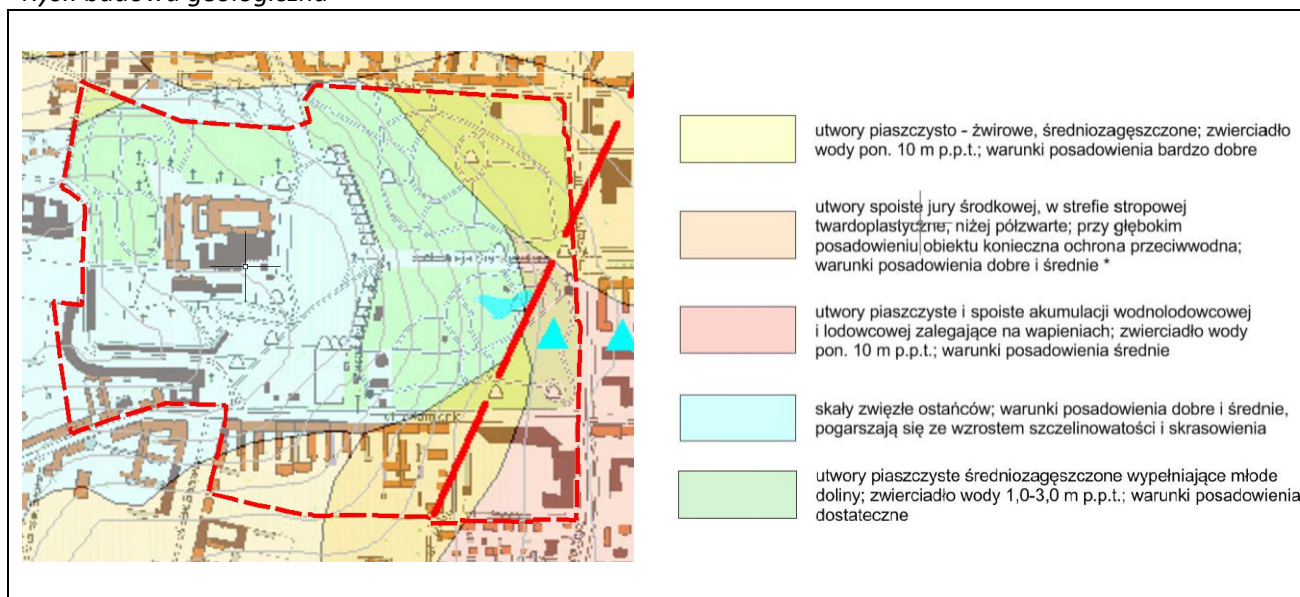 Rys. budowa geologiczna
utwory piaszczysto - żwirowe, średniozagęszczone; zwierciadło
wody pon. 10 m p.p.t.; warunki posadowienia bardzo dobre
utwory spoiste jury środkowej, w strefie stropowej
twardoplastyczne, niżej półzwarte; przy głębokim
posadowieniu obiektu konieczna ochrona przeciwwodna;
warunki posadowienia dobre i średnie *
utwory piaszczyste i spoiste akumulacji wodnolodowcowej
i lodowcowej zalegające na wapieniach; zwierciadło wody
pon. 10 m p.p.t.; warunki posadowienia średnie
skały zwięzłe ostańców; warunki posadowienia dobre i średnie,
pogarszają się ze wzrostem szczelinowatości i skrasowienia
utwory piaszczyste średniozagęszczone wypełniające młode
doliny; zwierciadło wody 1,0-3,0 m p.p.t.; warunki posadowienia
dostateczne